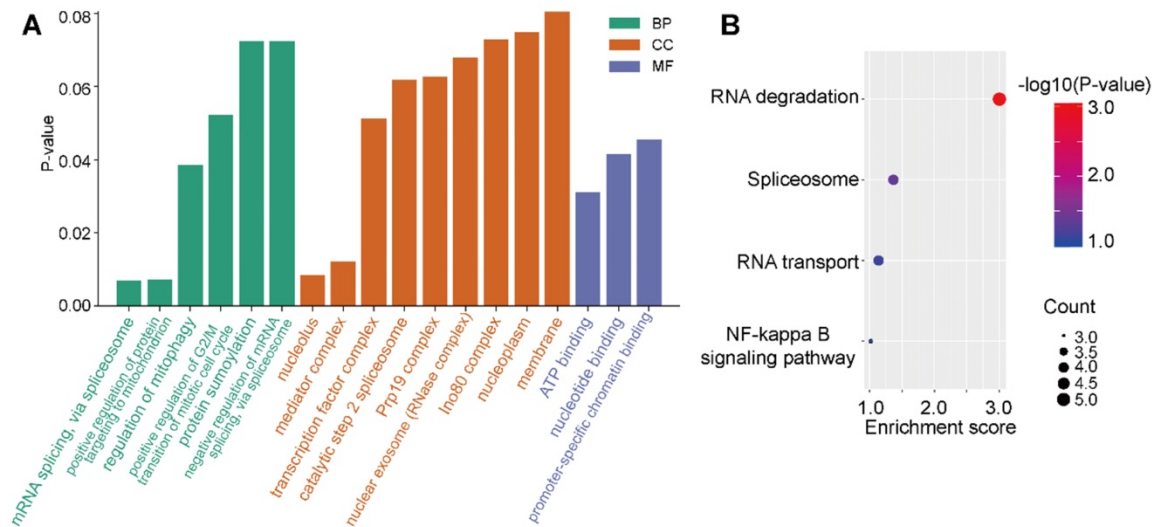 A
P-value
0.08
0.06
0.04
0.02
0.00
BP
CC
MF
mRNA splicing, via spliceosome
positive regulation of protein
targeting to mitochondrion
regulation of mitophagy
positive regulation of G2/M
transition of mitotic cell cycle
protein sumoylation
negative regulation of mRNA
splicing, via spliceosome
nucleolus
mediator complex
transcription factor complex
catalytic step 2 spliceosome
Prp19 complex
nuclear exosome (RNase complex)
Ino80 complex
nucleoplasm
membrane
ATP binding
nucleotide binding
promoter-specific chromatin binding
B
RNA degradation
Spliceosome
RNA transport
NF-kappa B
signaling pathway
1.0 2.0 3.0
Enrichment score
-log10(P-value)
3.0
2.0
1.0
Count
3.0
3.5
4.0
4.5
5.0